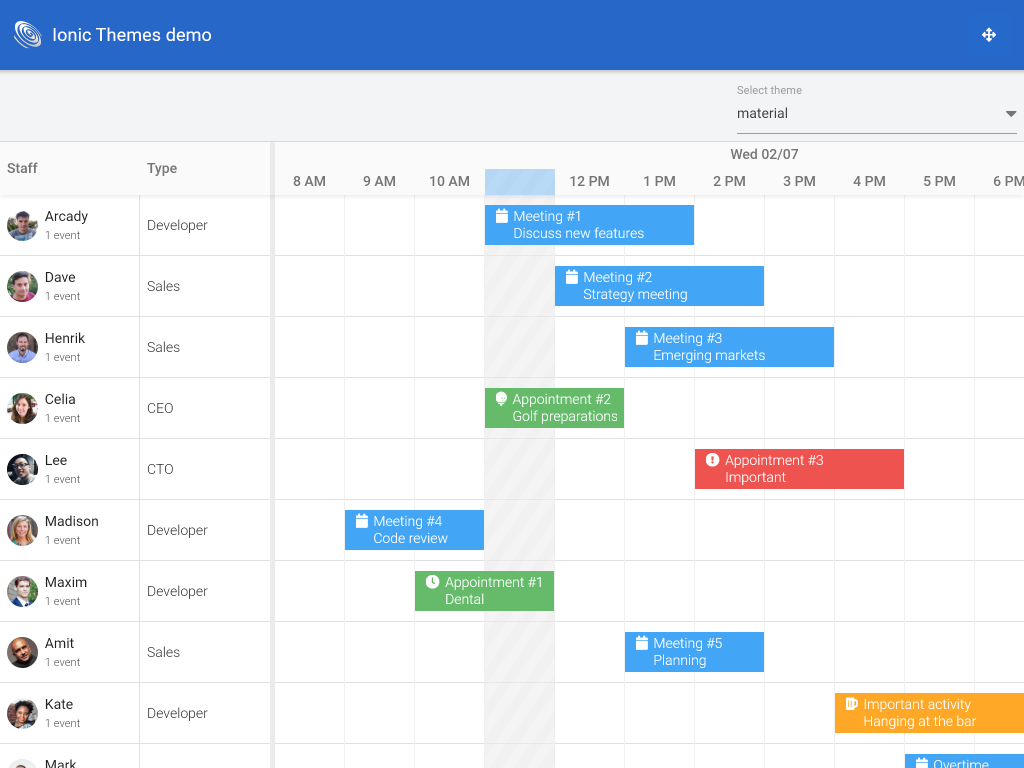 Ionic Themes demo
Select theme
material
Staff
Type
Wed 02/07
8 AM 9 AM 10 AM 12 PM 1 PM 2 PM 3 PM 4 PM 5 PM 6 PM
Arcady
1 event
Developer
Meeting #1
Discuss new features
Dave
1 event
Sales
Meeting #2
Strategy meeting
Henrik
1 event
Sales
Meeting #3
Emerging markets
Celia
1 event
CEO
Appointment #2
Golf preparations
Lee
1 event
CTO
Appointment #3
Important
Madison
1 event
Developer
Meeting #4
Code review
Maxim
1 event
Developer
Appointment #1
Dental
Amit
1 event
Sales
Meeting #5
Planning
Kate
1 event
Developer
Important activity
Hanging at the bar
Mark
Overtime